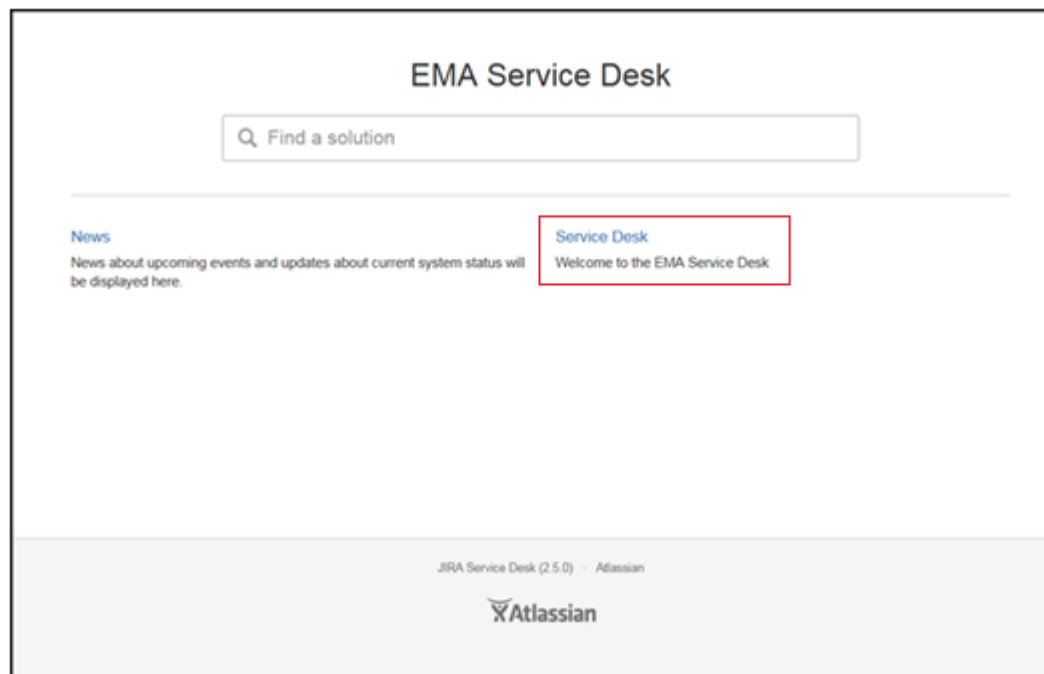 EMA Service Desk
Find a solution
News
News about upcoming events and updates about current system status will
be displayed here.
Service Desk
Welcome to the EMA Service Desk
JIRA Service Desk (2.5.0) · Atlassian
Atlassian